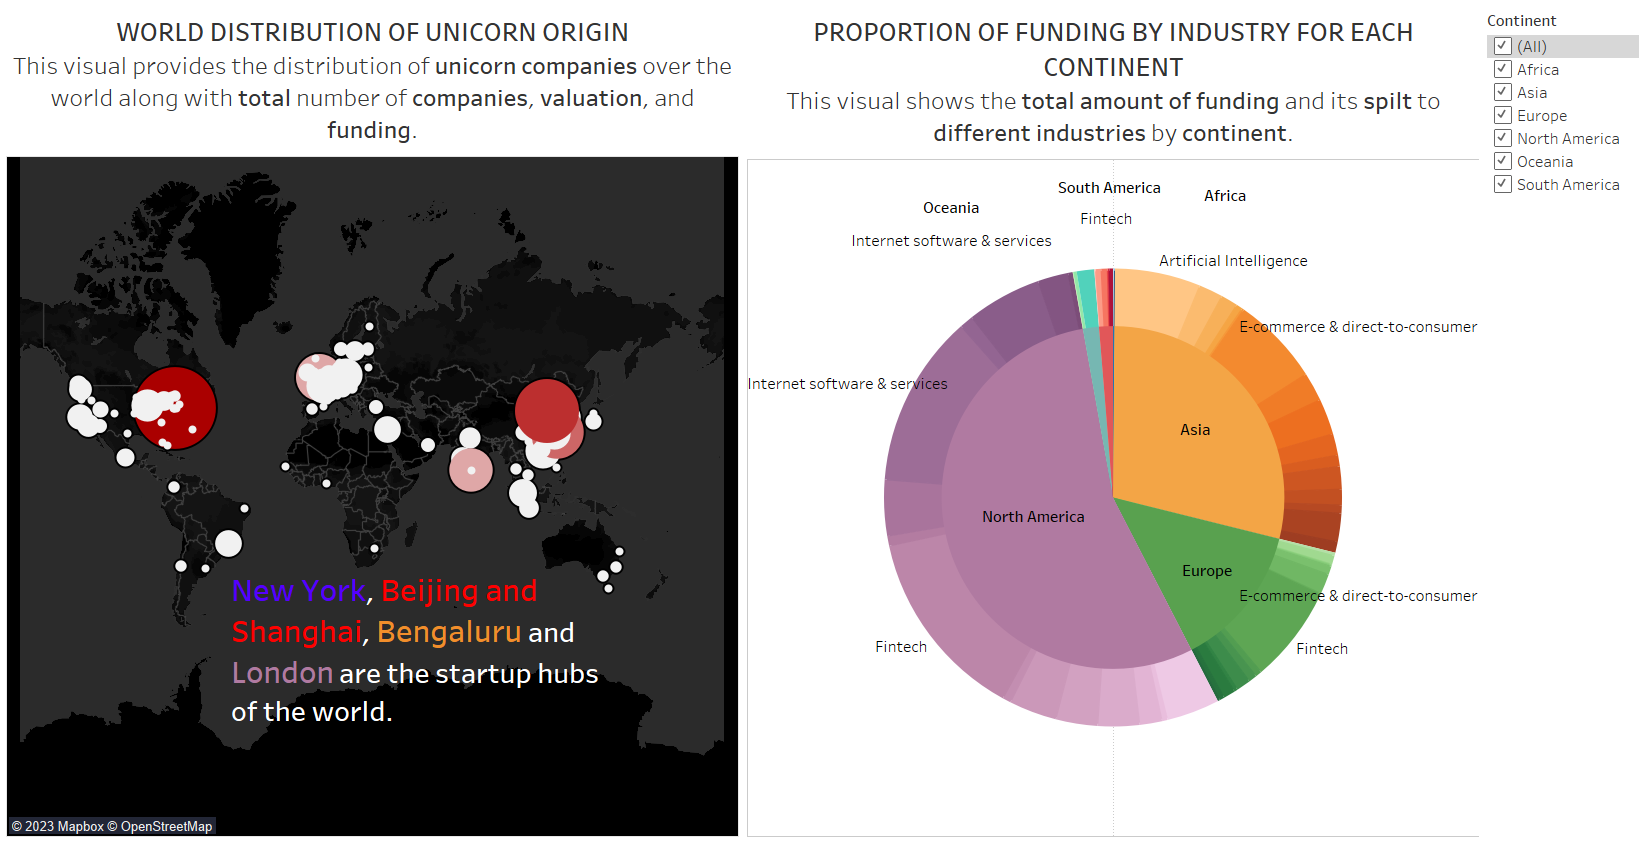 WORLD DISTRIBUTION OF UNICORN ORIGIN
This visual provides the distribution of unicorn companies over the
world along with total number of companies, valuation, and
funding.
New York, Beijing and
Shanghai, Bengaluru and
London are the startup hubs
of the world.
© 2023 Mapbox © OpenStreetMap
PROPORTION OF FUNDING BY INDUSTRY FOR EACH
CONTINENT
This visual shows the total amount of funding and its spilt to
different industries by continent.
South America
Africa
Oceania
Fintech
Internet software & services
Artificial Intelligence
E-commerce & direct-to-consumer
Internet software & services
Asia
North America
Europe
E-commerce & direct-to-consumer
Fintech
Fintech
Continent
(All)
Africa
Asia
Europe
North America
Oceania
South America